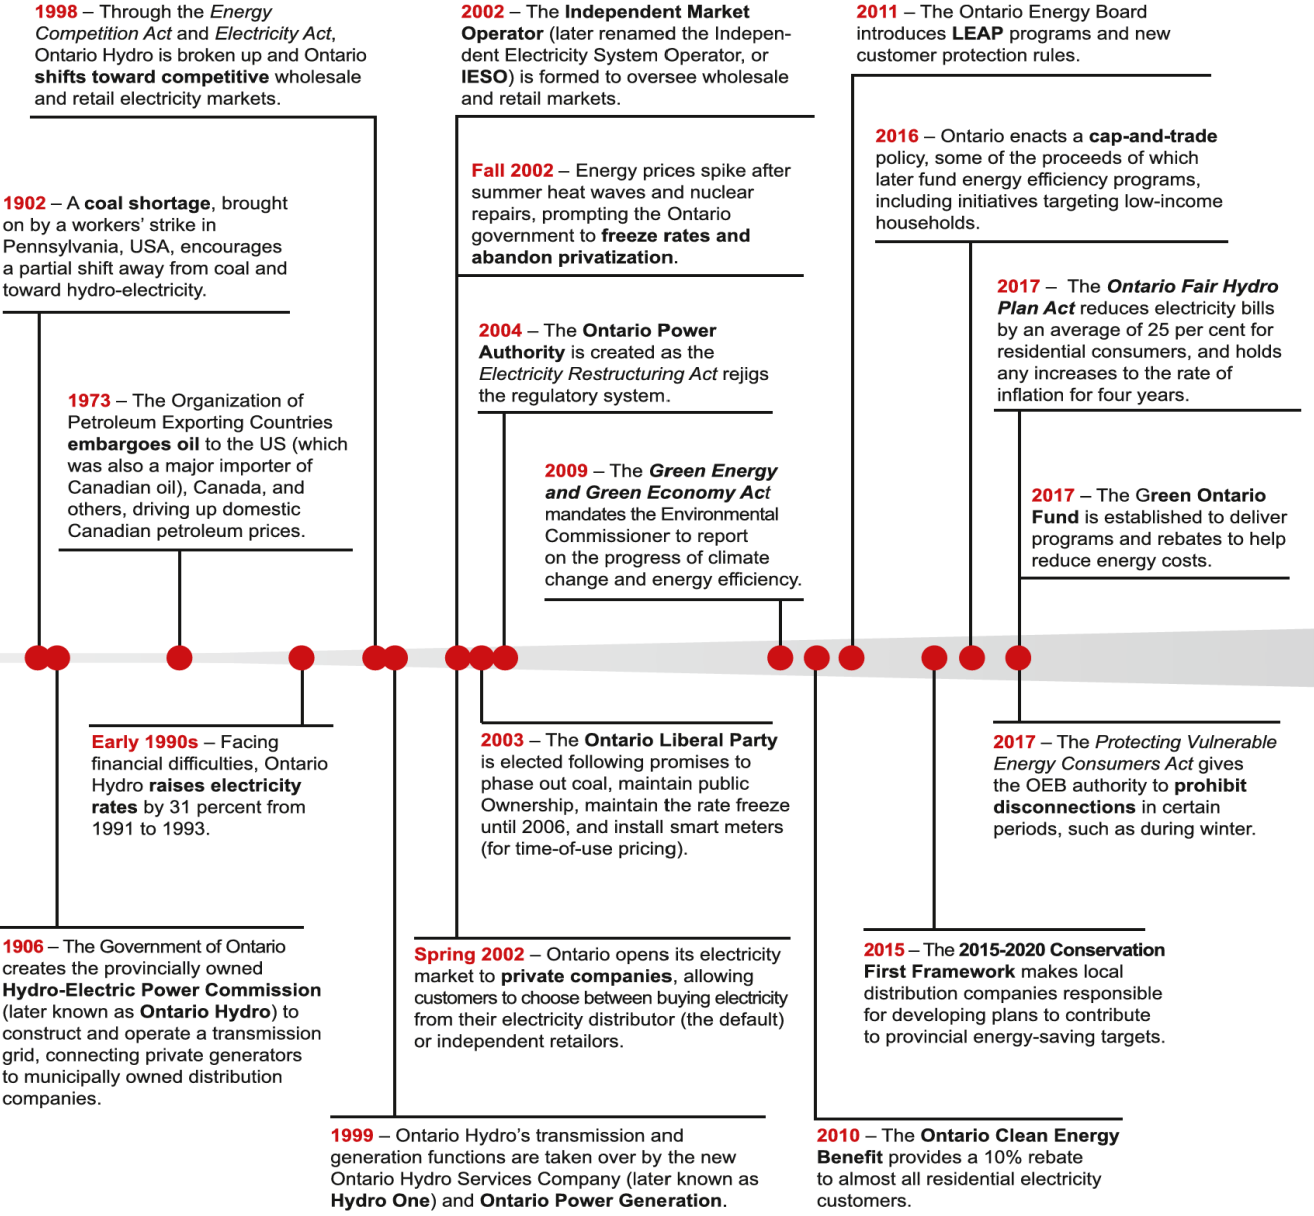 1998 – Through the Energy
Competition Act and Electricity Act,
Ontario Hydro is broken up and Ontario
shifts toward competitive wholesale
and retail electricity markets.
2002 – The Independent Market
Operator (later renamed the Indepen-
dent Electricity System Operator, or
IESO) is formed to oversee wholesale
and retail markets.
2011 – The Ontario Energy Board
introduces LEAP programs and new
customer protection rules.
2016 – Ontario enacts a cap-and-trade
policy, some of the proceeds of which
later fund energy efficiency programs,
including initiatives targeting low-income
households.
Fall 2002 – Energy prices spike after
summer heat waves and nuclear
repairs, prompting the Ontario
government to freeze rates and
abandon privatization.
1902 – A coal shortage, brought
on by a workers' strike in
Pennsylvania, USA, encourages
a partial shift away from coal and
toward hydro-electricity.
2017 – The Ontario Fair Hydro
Plan Act reduces electricity bills
by an average of 25 per cent for
residential consumers, and holds
any increases to the rate of
inflation for four years.
2004 – The Ontario Power
Authority is created as the
Electricity Restructuring Act rejigs
the regulatory system.
1973 – The Organization of
Petroleum Exporting Countries
embargoes oil to the US (which
was also a major importer of
Canadian oil), Canada, and
others, driving up domestic
Canadian petroleum prices.
2009 – The Green Energy
and Green Economy Act
mandates the Environmental
Commissioner to report
on the progress of climate
change and energy efficiency.
2017 – The Green Ontario
Fund is established to deliver
programs and rebates to help
reduce energy costs.
Early 1990s – Facing
financial difficulties, Ontario
Hydro raises electricity
rates by 31 percent from
1991 to 1993.
2003 – The Ontario Liberal Party
is elected following promises to
phase out coal, maintain public
Ownership, maintain the rate freeze
until 2006, and install smart meters
(for time-of-use pricing).
2017 – The Protecting Vulnerable
Energy Consumers Act gives
the OEB authority to prohibit
disconnections in certain
periods, such as during winter.
1906 – The Government of Ontario
creates the provincially owned
Hydro-Electric Power Commission
(later known as Ontario Hydro) to
construct and operate a transmission
grid, connecting private generators
to municipally owned distribution
companies.
Spring 2002 – Ontario opens its electricity
market to private companies, allowing
customers to choose between buying electricity
from their electricity distributor (the default)
or independent retailors.
2015 – The 2015-2020 Conservation
First Framework makes local
distribution companies responsible
for developing plans to contribute
to provincial energy-saving targets.
1999 – Ontario Hydro's transmission and
generation functions are taken over by the new
Ontario Hydro Services Company (later known as
Hydro One) and Ontario Power Generation.
2010 – The Ontario Clean Energy
Benefit provides a 10% rebate
to almost all residential electricity
customers.